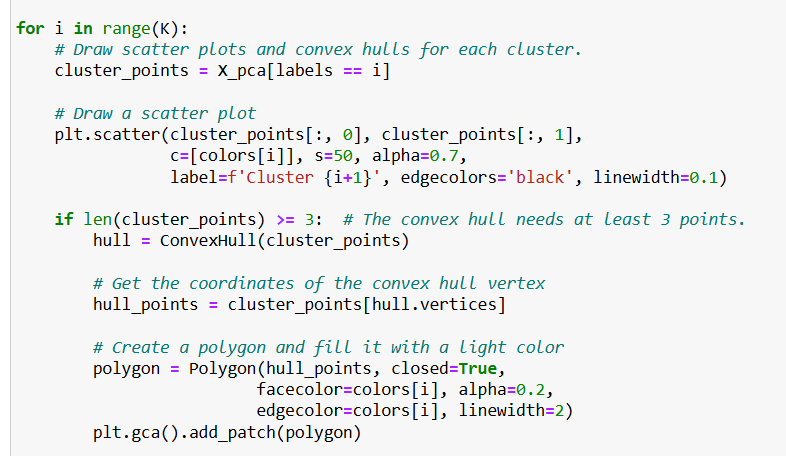 for i in range(K):
    # Draw scatter plots and convex hulls for each cluster.
    cluster_points = X_pca[labels == i]

    # Draw a scatter plot
    plt.scatter(cluster_points[:, 0], cluster_points[:, 1],
                c=[colors[i]], s=50, alpha=0.7,
                label=f'Cluster {i+1}', edgecolors='black', linewidth=0.1)

    if len(cluster_points) >= 3:  # The convex hull needs at least 3 points.
        hull = ConvexHull(cluster_points)

        # Get the coordinates of the convex hull vertex
        hull_points = cluster_points[hull.vertices]

        # Create a polygon and fill it with a light color
        polygon = Polygon(hull_points, closed=True,
                         facecolor=colors[i], alpha=0.2,
                         edgecolor=colors[i], linewidth=2)
        plt.gca().add_patch(polygon)